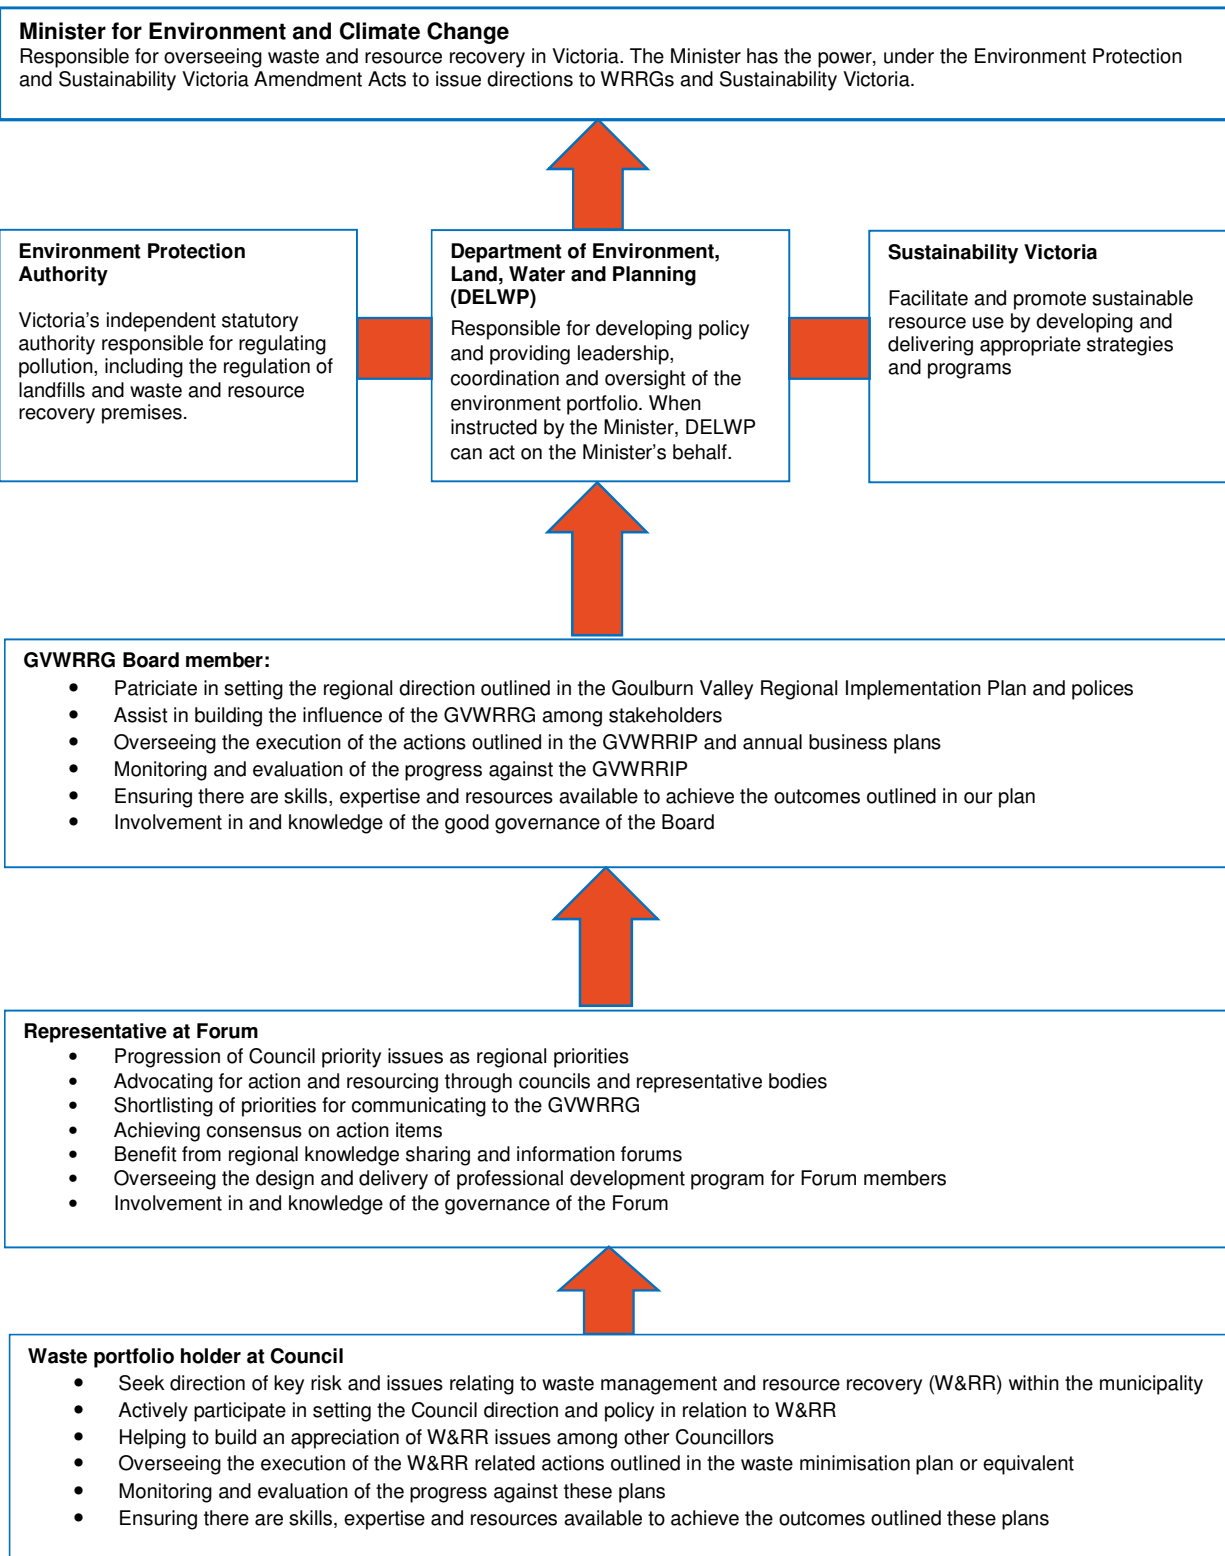 Minister for Environment and Climate Change
Responsible for overseeing waste and resource recovery in Victoria. The Minister has the power, under the Environment Protection
and Sustainability Victoria Amendment Acts to issue directions to WRRGs and Sustainability Victoria.
Environment Protection
Authority
Victoria's independent statutory
authority responsible for regulating
pollution, including the regulation of
landfills and waste and resource
recovery premises.
Department of Environment,
Land, Water and Planning
(DELWP)
Responsible for developing policy
and providing leadership,
coordination and oversight of the
environment portfolio. When
instructed by the Minister, DELWP
can act on the Minister's behalf.
Sustainability Victoria
Facilitate and promote sustainable
resource use by developing and
delivering appropriate strategies
and programs
GVWRRG Board member:
• Patriciate in setting the regional direction outlined in the Goulburn Valley Regional Implementation Plan and polices
• Assist in building the influence of the GVWRRG among stakeholders
• Overseeing the execution of the actions outlined in the GVWRRIP and annual business plans
• Monitoring and evaluation of the progress against the GVWRRIP
• Ensuring there are skills, expertise and resources available to achieve the outcomes outlined in our plan
• Involvement in and knowledge of the good governance of the Board
Representative at Forum
• Progression of Council priority issues as regional priorities
• Advocating for action and resourcing through councils and representative bodies
• Shortlisting of priorities for communicating to the GVWRRG
• Achieving consensus on action items
• Benefit from regional knowledge sharing and information forums
• Overseeing the design and delivery of professional development program for Forum members
• Involvement in and knowledge of the governance of the Forum
Waste portfolio holder at Council
• Seek direction of key risk and issues relating to waste management and resource recovery (W&RR) within the municipality
• Actively participate in setting the Council direction and policy in relation to W&RR
• Helping to build an appreciation of W&RR issues among other Councillors
• Overseeing the execution of the W&RR related actions outlined in the waste minimisation plan or equivalent
• Monitoring and evaluation of the progress against these plans
• Ensuring there are skills, expertise and resources available to achieve the outcomes outlined these plans